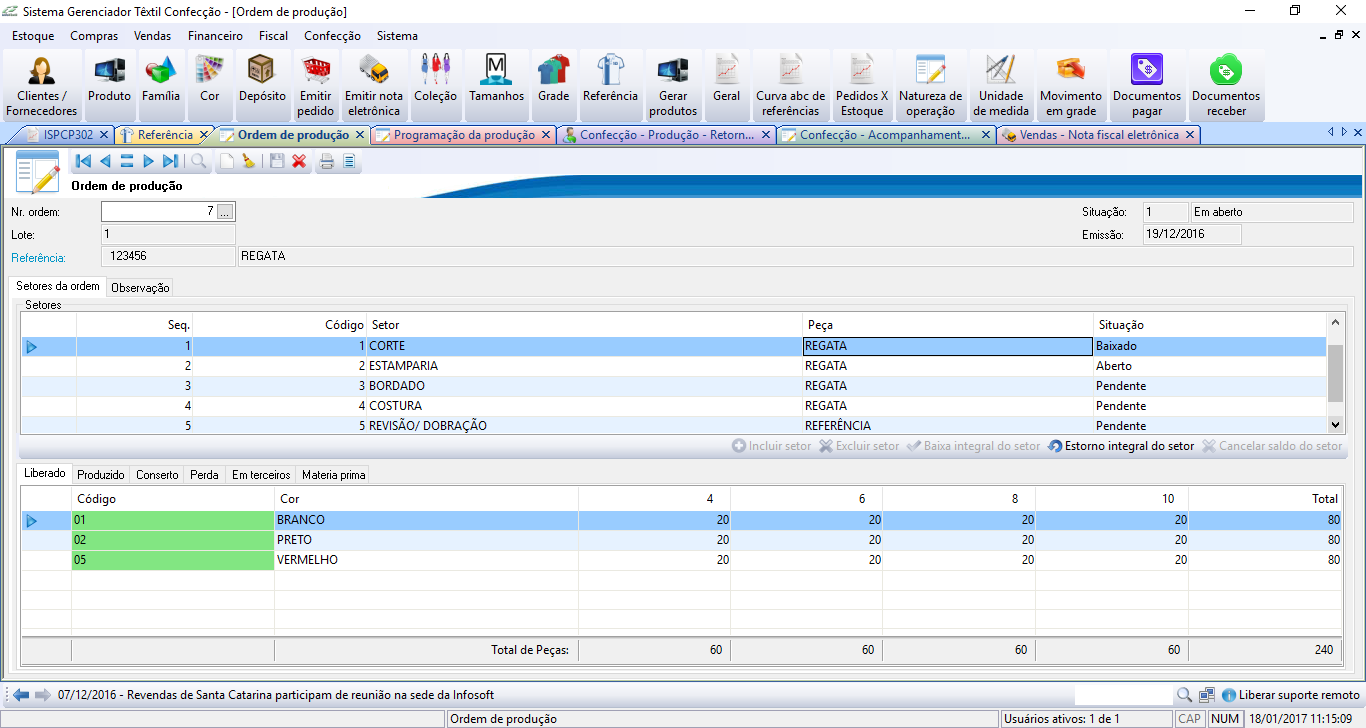 Sistema Gerenciador Têxtil Confecção - [Ordem de produção]
Estoque Compras Vendas Financeiro Fiscal Confecção Sistema
Clientes / Fornecedores
Produto
Família
Cor
Depósito
Emitir pedido
Emitir nota eletrônica
Coleção
M
Tamanhos
Grade
Referência
Gerar produtos
Geral
Curva abc de referências
Pedidos X Estoque
Natureza de operação
Unidade de medida
Movimento em grade
Documentos pagar
Documentos receber
ISPCP302 Referência Ordem de produção Programação da produção Confecção - Produção - Retorn... Confecção - Acompanhament... Vendas - Nota fiscal eletrônica
Ordem de produção
Nr. ordem: 7 ... Situação: 1 Em aberto
Lote: 1 Emissão: 19/12/2016
Referência: 123456 REGATA
Setores da ordem Observação
Setores
Seq. Código Setor Peça Situação
1 1 CORTE REGATA Baixado
2 2 ESTAMPARIA REGATA Aberto
3 3 BORDADO REGATA Pendente
4 4 COSTURA REGATA Pendente
5 5 REVISÃO/ DOBRAÇÃO REFERÊNCIA Pendente
Incluir setor Excluir setor Baixa integral do setor Estorno integral do setor Cancelar saldo do setor
Liberado Produzido Conserto Perda Em terceiros Materia prima
Código Cor 4 6 8 10 Total
01 BRANCO 20 20 20 20 80
02 PRETO 20 20 20 20 80
05 VERMELHO 20 20 20 20 80
Total de Peças: 60 60 60 60 240
07/12/2016 - Revendas de Santa Catarina participam de reunião na sede da Infosoft Liberar suporte remoto
Ordem de produção Usuários ativos: 1 de 1 CAP NUM 18/01/2017 11:15:09